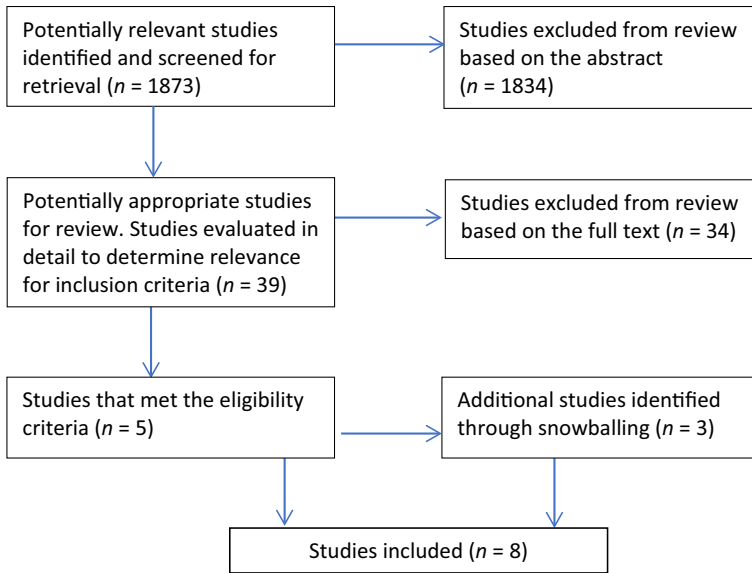 Potentially relevant studies
identified and screened for
retrieval (n = 1873)
Studies excluded from review
based on the abstract
(n = 1834)
Potentially appropriate studies
for review. Studies evaluated in
detail to determine relevance
for inclusion criteria (n = 39)
Studies excluded from review
based on the full text (n = 34)
Studies that met the eligibility
criteria (n = 5)
Additional studies identified
through snowballing (n = 3)
Studies included (n = 8)